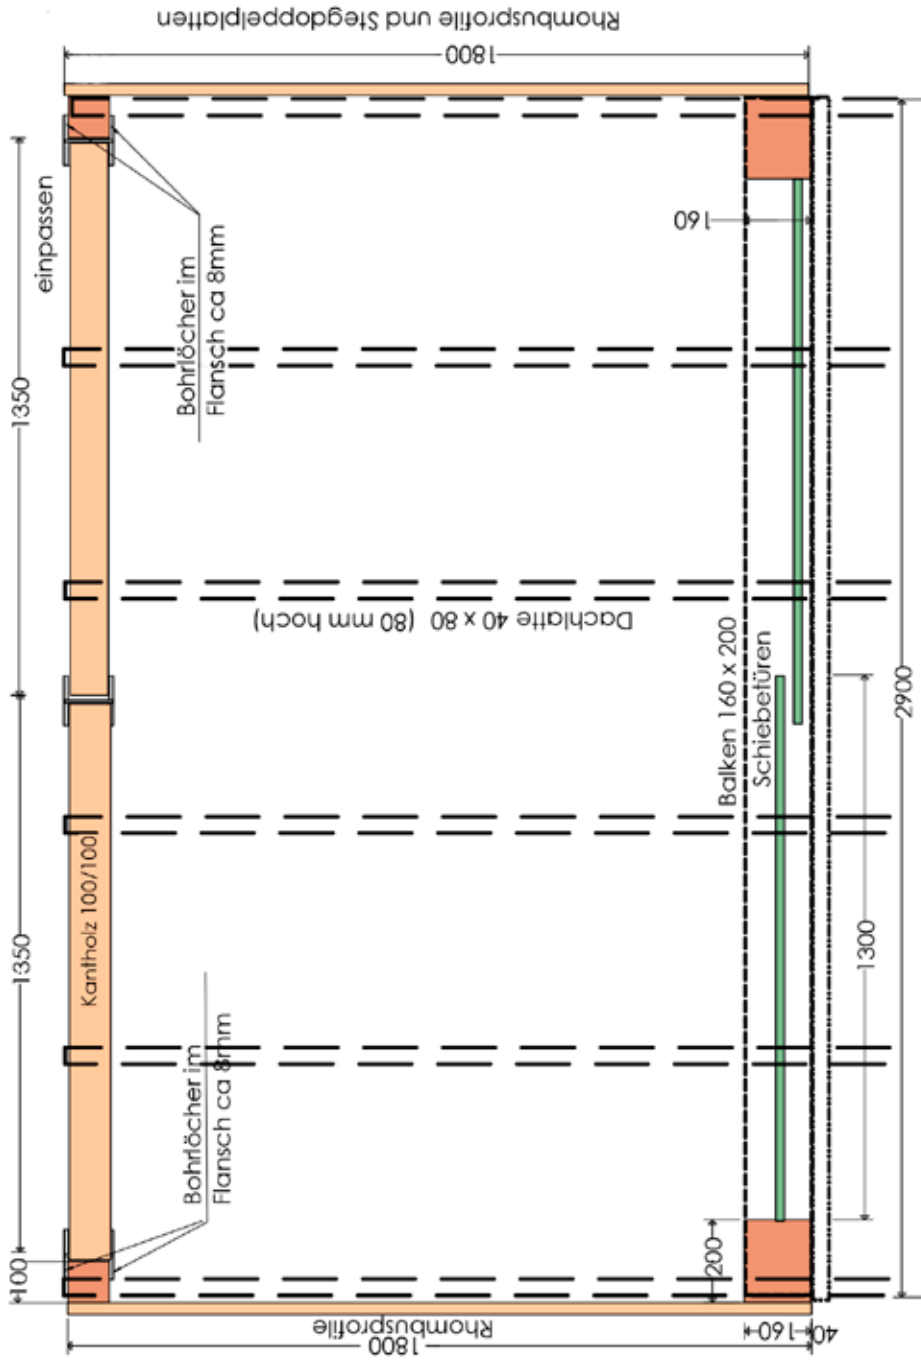 Rhombusprofile und Stegdoppelplatten
1800
einpassen
1350
Bohrlöcher im
Flansch ca 8mm
160
Dachlatte 40 x 80 (80 mm hoch)
Balken 160 x 200
Schiebetüren
2900
1350
Kantholz 100/100
1300
Bohrlöcher im
Flansch ca 8mm
100
200
Rhombusprofile
1800
160
40